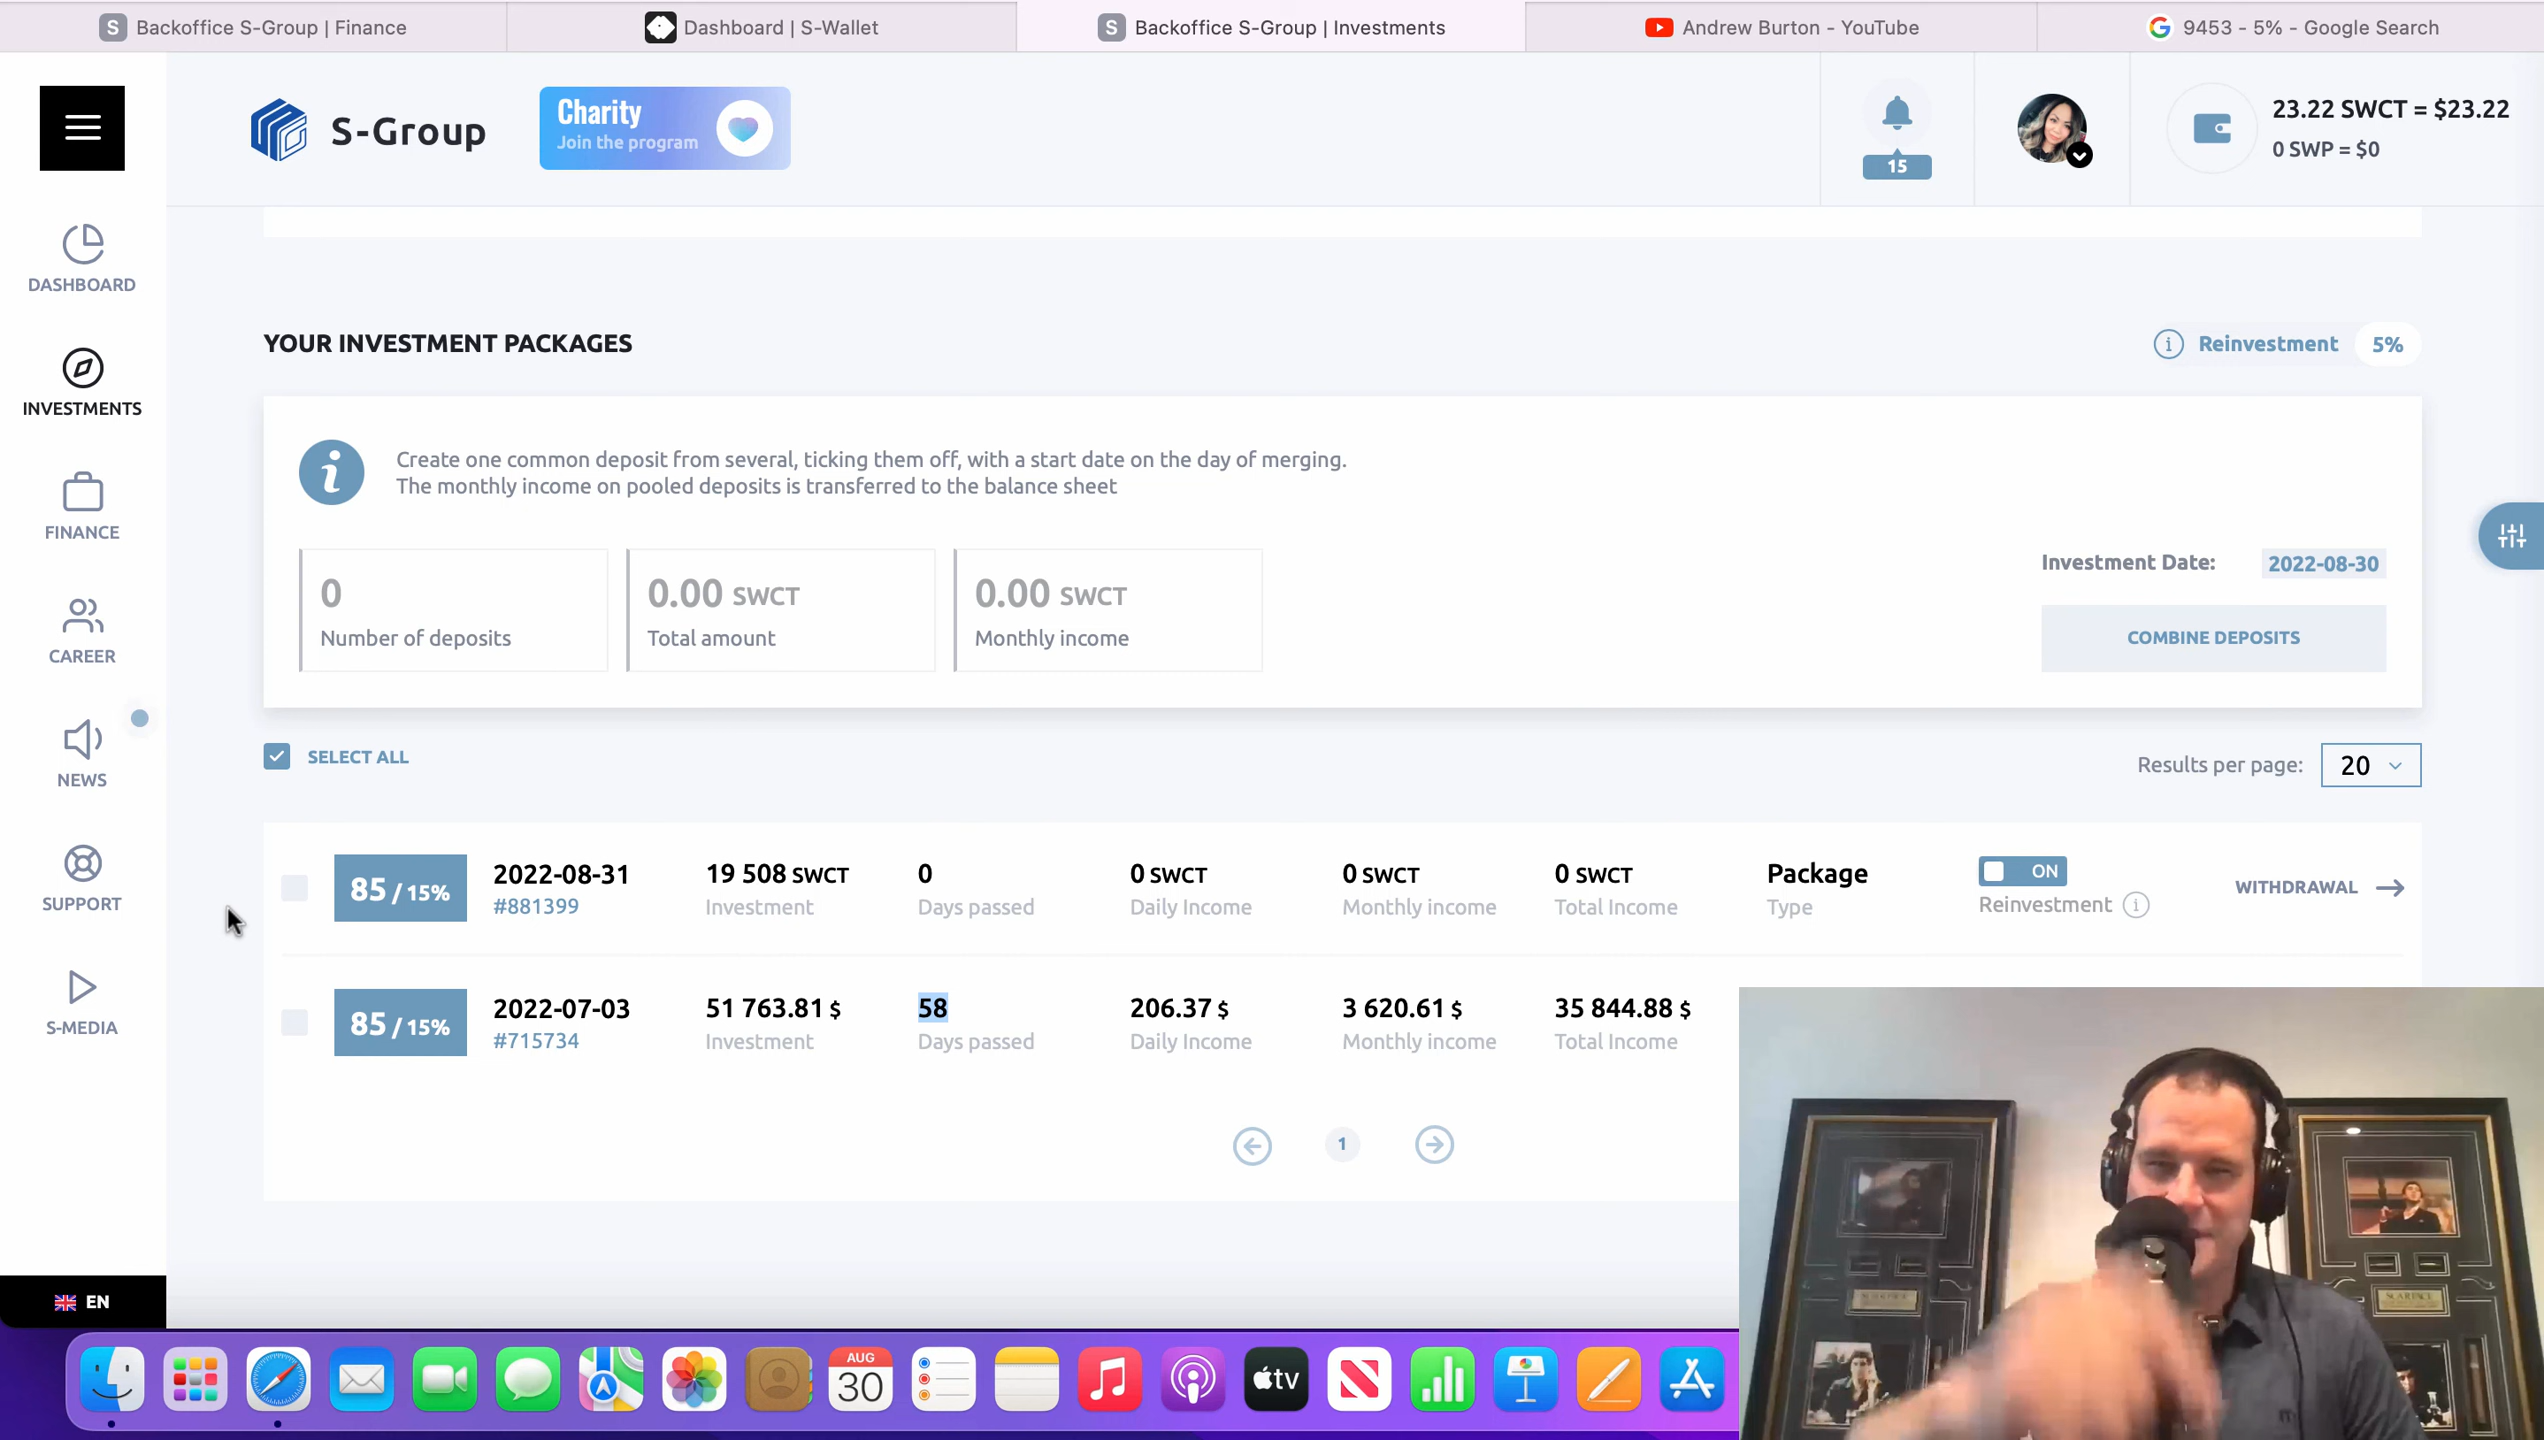 S Backoffice S-Group | Finance
Dashboard | S-Wallet
S Backoffice S-Group | Investments
Andrew Burton - YouTube
9453 - 5% - Google Search
S-Group
Charity
Join the program
15
23.22 SWCT = $23.22
0 SWP = $0
DASHBOARD
INVESTMENTS
FINANCE
CAREER
NEWS
SUPPORT
S-MEDIA
EN
YOUR INVESTMENT PACKAGES
i Reinvestment 5%
i Create one common deposit from several, ticking them off, with a start date on the day of merging.
The monthly income on pooled deposits is transferred to the balance sheet
0
Number of deposits
0.00 SWCT
Total amount
0.00 SWCT
Monthly income
Investment Date: 2022-08-30
COMBINE DEPOSITS
SELECT ALL
Results per page: 20
85 / 15% 2022-08-31 19 508 SWCT 0 0 SWCT 0 SWCT 0 SWCT Package ON
#881399 Investment Days passed Daily Income Monthly income Total Income Type Reinvestment i
WITHDRAWAL
85 / 15% 2022-07-03 51 763.81 $ 58 206.37 $ 3 620.61 $ 35 844.88 $
#715734 Investment Days passed Daily Income Monthly income Total Income
1
AUG
30
tv
SCARFACE